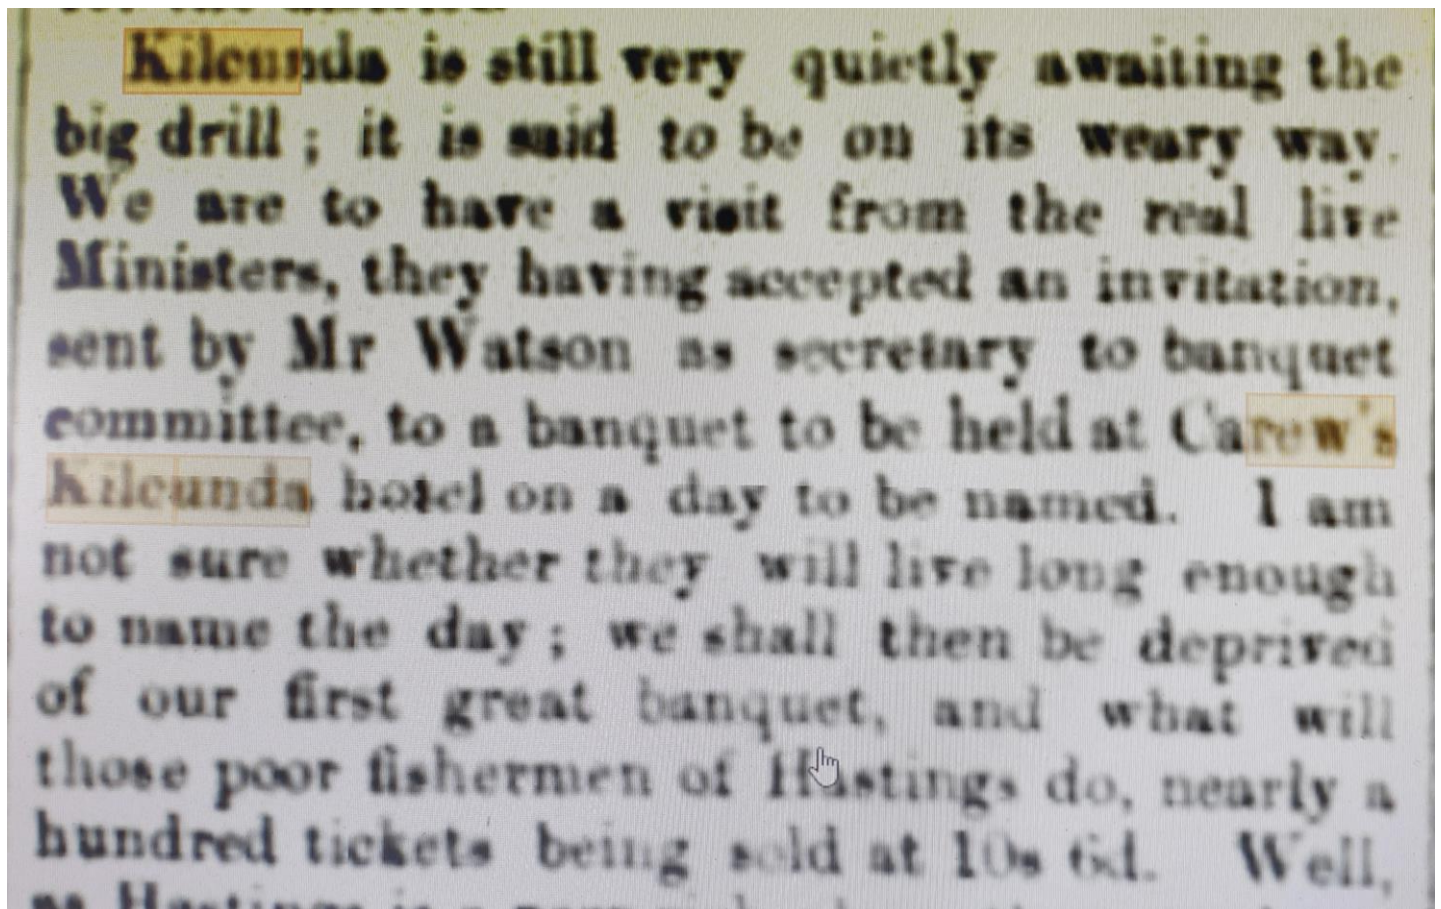 Kilcunda is still very quietly awaiting the
big drill ; it is said to be on its weary way.
We are to have a visit from the real live
Ministers, they having accepted an invitation,
sent by Mr Watson as secretary to banquet
committee, to a banquet to be held at Carew's
Kilcunda hotel on a day to be named. I am
not sure whether they will live long enough
to name the day ; we shall then be deprived
of our first great banquet, and what will
those poor fishermen of Hastings do, nearly a
hundred tickets being sold at 10s 6d. Well,
as Hastings is a